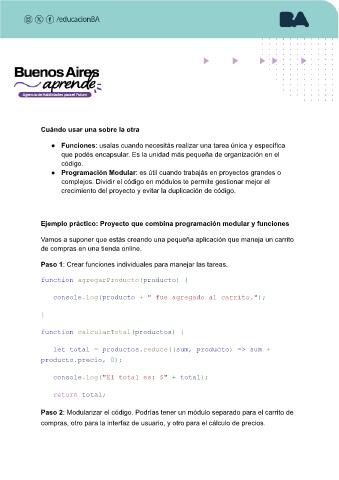 /educacionBA
BA
Buenos Aires
aprende
Agencia de Habilidades para el Futuro
Cuándo usar una sobre la otra
● Funciones: usalas cuando necesitás realizar una tarea única y específica
que podés encapsular. Es la unidad más pequeña de organización en el
código.
● Programación Modular: es útil cuando trabajás en proyectos grandes o
complejos. Dividir el código en módulos te permite gestionar mejor el
crecimiento del proyecto y evitar la duplicación de código.
Ejemplo práctico: Proyecto que combina programación modular y funciones
Vamos a suponer que estás creando una pequeña aplicación que maneja un carrito
de compras en una tienda online.
Paso 1: Crear funciones individuales para manejar las tareas.
function agregarProducto(producto) {
console.log(producto + " fue agregado al carrito.");
}
function calcularTotal(productos) {
let total = productos.reduce((sum, producto) => sum +
producto.precio, 0);
console.log("El total es: $" + total);
return total;
Paso 2: Modularizar el código. Podrías tener un módulo separado para el carrito de
compras, otro para la interfaz de usuario, y otro para el cálculo de precios.